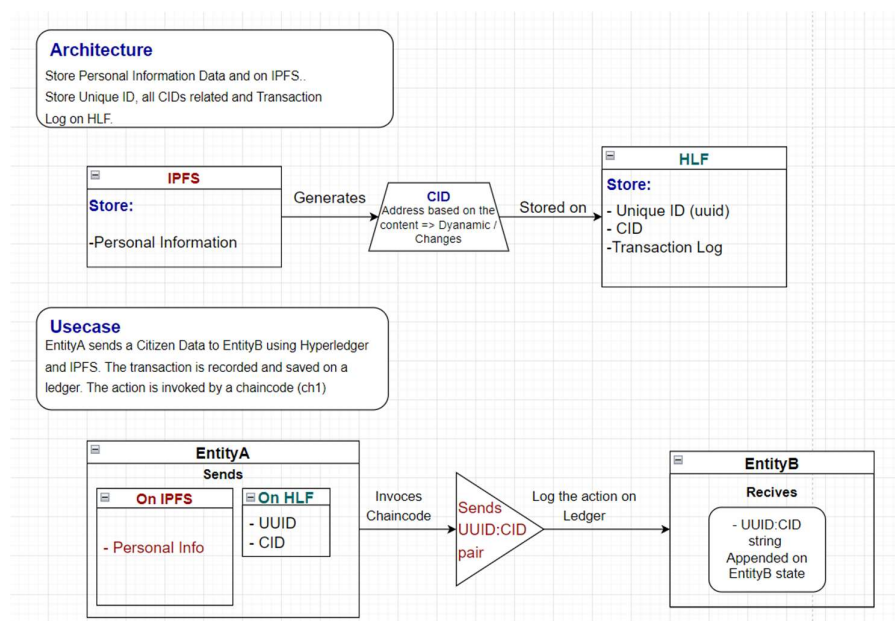 Architecture
Store Personal Information Data and on IPFS..
Store Unique ID, all CIDs related and Transaction
Log on HLF.
IPFS
Store:
-Personal Information
Generates
CID
Address based on the
content => Dyanamic /
Changes
Stored on
HLF
Store:
- Unique ID (uuid)
- CID
-Transaction Log
Usecase
EntityA sends a Citizen Data to EntityB using Hyperledger
and IPFS. The transaction is recorded and saved on a
ledger. The action is invoked by a chaincode (ch1)
EntityA
Sends
On IPFS
- Personal Info
On HLF
- UUID
- CID
Invoces
Chaincode
Sends
UUID:CID
pair
Log the action on
Ledger
EntityB
Recives
- UUID:CID
string
Appended on
EntityB state